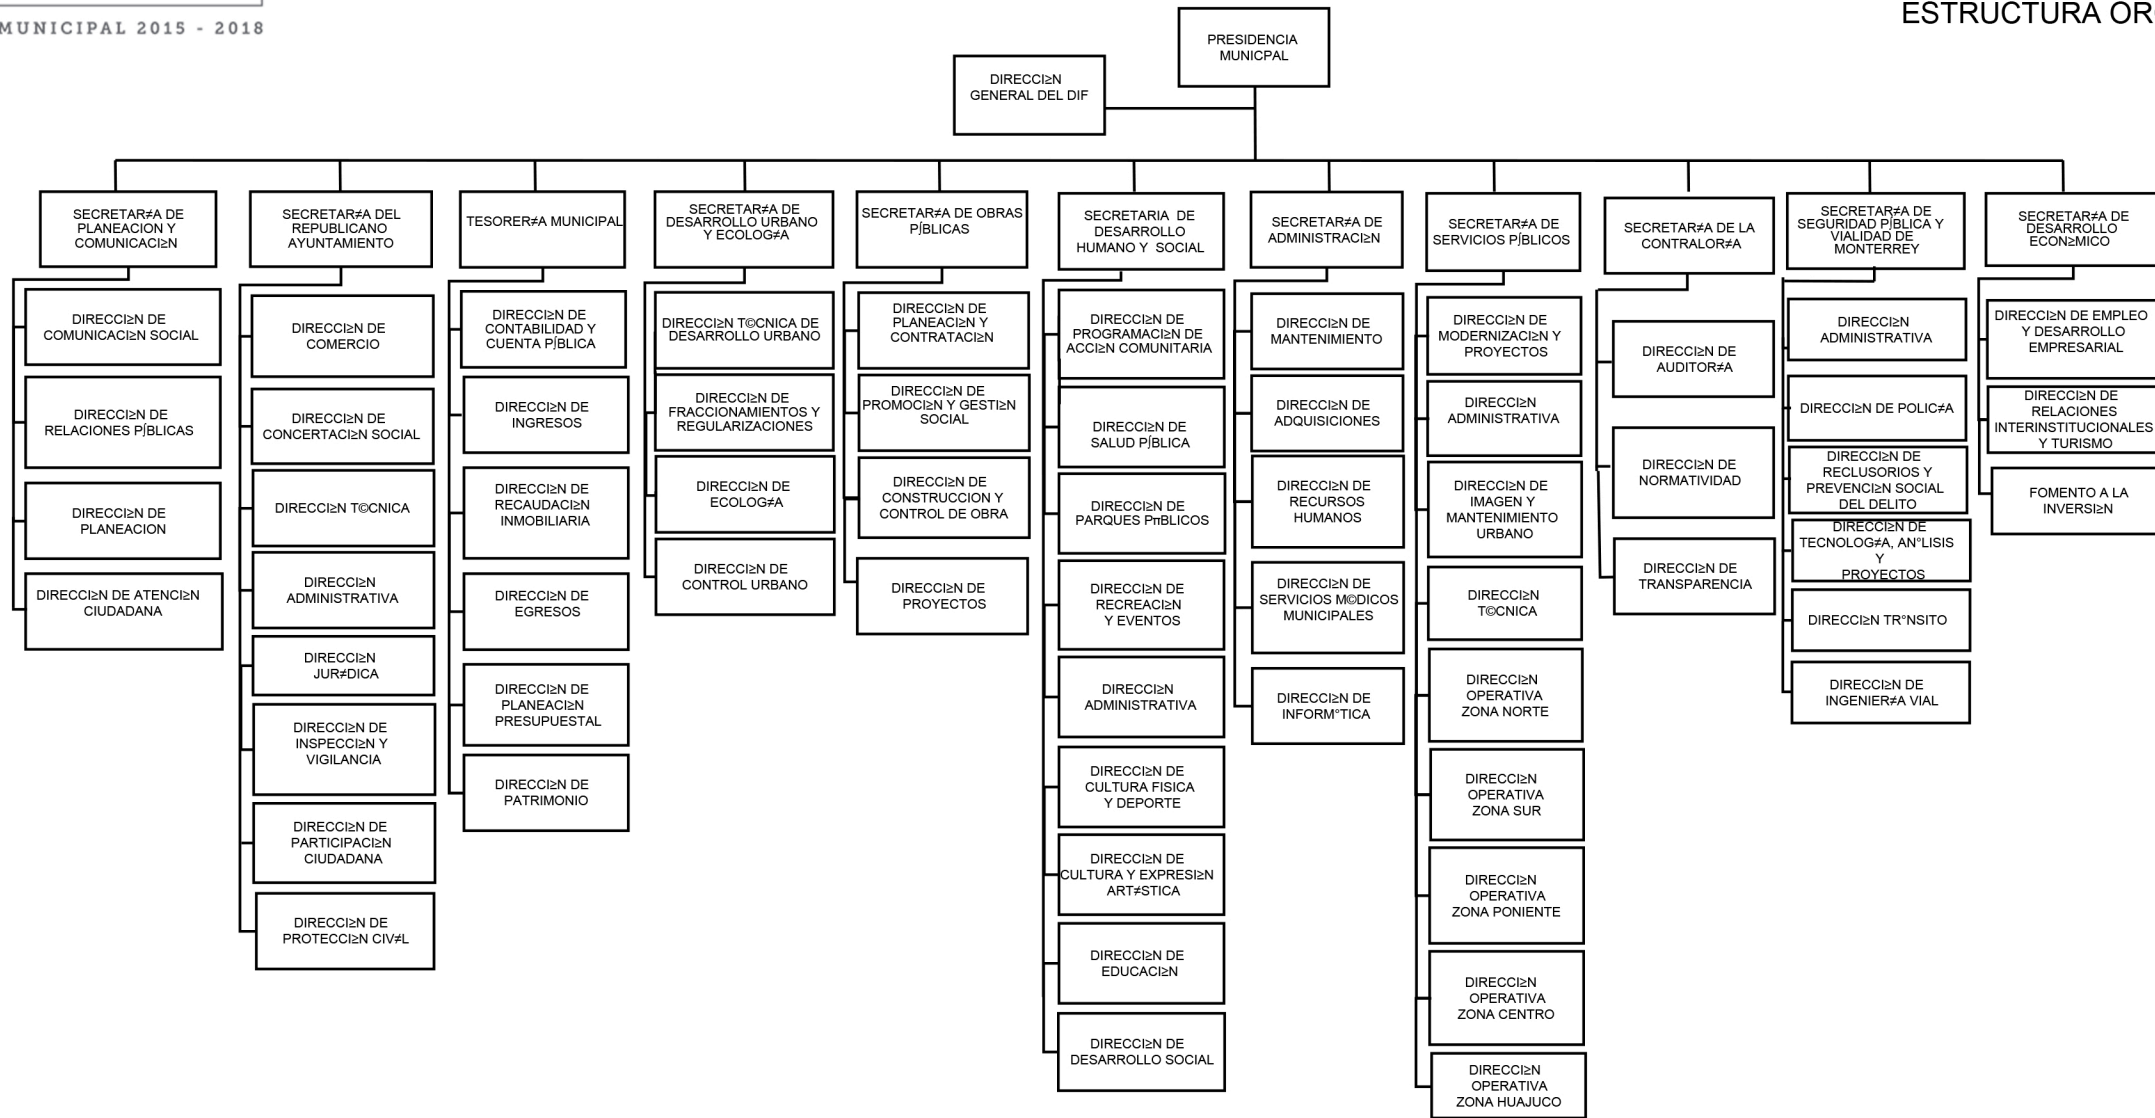 MUNICIPAL 2015 - 2018
ESTRUCTURA OR
PRESIDENCIA
MUNICPAL
DIRECCI≥N
GENERAL DEL DIF
SECRETAR≠A DE
PLANEACION Y
COMUNICACI≥N
DIRECCI≥N DE
COMUNICACI≥N SOCIAL
DIRECCI≥N DE
RELACIONES P∫BLICAS
DIRECCI≥N DE
PLANEACION
DIRECCI≥N DE ATENCI≥N
CIUDADANA
SECRETAR≠A DEL
REPUBLICANO
AYUNTAMIENTO
DIRECCI≥N DE
COMERCIO
DIRECCI≥N DE
CONCERTACI≥N SOCIAL
DIRECCI≥N T©CNICA
DIRECCI≥N
ADMINISTRATIVA
DIRECCI≥N
JUR≠DICA
DIRECCI≥N DE
INSPECCI≥N Y
VIGILANCIA
DIRECCI≥N DE
PARTICIPACI≥N
CIUDADANA
DIRECCI≥N DE
PROTECCI≥N CIV≠L
TESORER≠A MUNICIPAL
DIRECCI≥N DE
CONTABILIDAD Y
CUENTA P∫BLICA
DIRECCI≥N DE
INGRESOS
DIRECCI≥N DE
RECAUDACI≥N
INMOBILIARIA
DIRECCI≥N DE
EGRESOS
DIRECCI≥N DE
PLANEACI≥N
PRESUPUESTAL
DIRECCI≥N DE
PATRIMONIO
SECRETAR≠A DE
DESARROLLO URBANO
Y ECOLOG≠A
DIRECCI≥N T©CNICA DE
DESARROLLO URBANO
DIRECCI≥N DE
FRACCIONAMIENTOS Y
REGULARIZACIONES
DIRECCI≥N DE
ECOLOG≠A
DIRECCI≥N DE
CONTROL URBANO
SECRETAR≠A DE OBRAS
P∫BLICAS
DIRECCI≥N DE
PLANEACI≥N Y
CONTRATACI≥N
DIRECCI≥N DE
PROMOCI≥N Y GESTI≥N
SOCIAL
DIRECCI≥N DE
CONSTRUCCION Y
CONTROL DE OBRA
DIRECCI≥N DE
PROYECTOS
SECRETARIA DE
DESARROLLO
HUMANO Y SOCIAL
DIRECCI≥N DE
PROGRAMACI≥N DE
ACCI≥N COMUNITARIA
DIRECCI≥N DE
SALUD P∫BLICA
DIRECCI≥N DE
PARQUES PπBLICOS
DIRECCI≥N DE
RECREACI≥N
Y EVENTOS
DIRECCI≥N
ADMINISTRATIVA
DIRECCI≥N DE
CULTURA FISICA
Y DEPORTE
DIRECCI≥N DE
CULTURA Y EXPRESI≥N
ART≠STICA
DIRECCI≥N DE
EDUCACI≥N
DIRECCI≥N DE
DESARROLLO SOCIAL
SECRETAR≠A DE
ADMINISTRACI≥N
DIRECCI≥N DE
MANTENIMIENTO
DIRECCI≥N DE
ADQUISICIONES
DIRECCI≥N DE
RECURSOS
HUMANOS
DIRECCI≥N DE
SERVICIOS M©DICOS
MUNICIPALES
DIRECCI≥N DE
INFORM°TICA
SECRETAR≠A DE
SERVICIOS P∫BLICOS
DIRECCI≥N DE
MODERNIZACI≥N Y
PROYECTOS
DIRECCI≥N
ADMINISTRATIVA
DIRECCI≥N DE
IMAGEN Y
MANTENIMIENTO
URBANO
DIRECCI≥N
T©CNICA
DIRECCI≥N
OPERATIVA
ZONA NORTE
DIRECCI≥N
OPERATIVA
ZONA SUR
DIRECCI≥N
OPERATIVA
ZONA PONIENTE
DIRECCI≥N
OPERATIVA
ZONA CENTRO
DIRECCI≥N
OPERATIVA
ZONA HUAJUCO
SECRETAR≠A DE LA
CONTRALOR≠A
DIRECCI≥N DE
AUDITOR≠A
DIRECCI≥N DE
NORMATIVIDAD
DIRECCI≥N DE
TRANSPARENCIA
SECRETAR≠A DE
SEGURIDAD P∫BLICA Y
VIALIDAD DE
MONTERREY
DIRECCI≥N
ADMINISTRATIVA
DIRECCI≥N DE POLIC≠A
DIRECCI≥N DE
RECLUSORIOS Y
PREVENCI≥N SOCIAL
DEL DELITO
DIRECCI≥N DE
TECNOLOG≠A, AN°LISIS
Y
PROYECTOS
DIRECCI≥N TR°NSITO
DIRECCI≥N DE
INGENIER≠A VIAL
SECRETAR≠A DE
DESARROLLO
ECON≥MICO
DIRECCI≥N DE EMPLEO
Y DESARROLLO
EMPRESARIAL
DIRECCI≥N DE
RELACIONES
INTERINSTITUCIONALES
Y TURISMO
FOMENTO A LA
INVERSI≥N